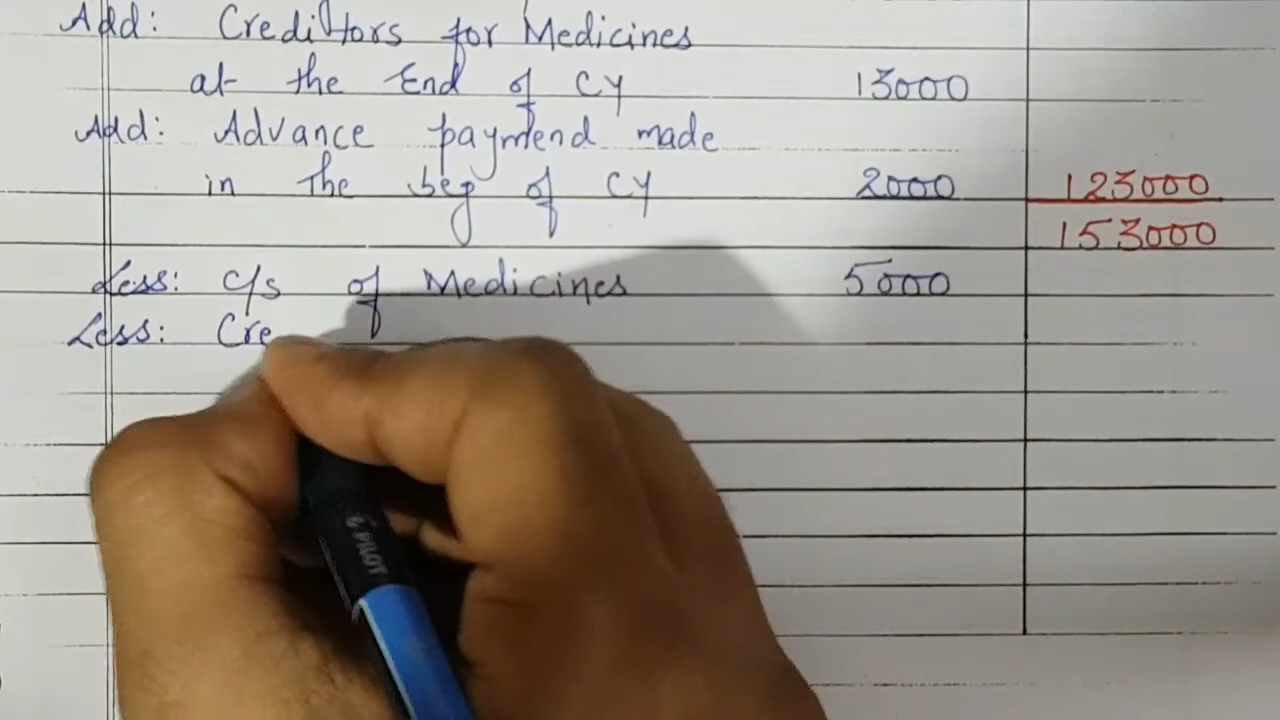 Add: Creditors for Medicines
at the End of CY 13000
Add: Advance paymend made
in the beg of CY 2000 123000
153000
Less: C/s of Medicines 5000
Less: Cre
PILOT